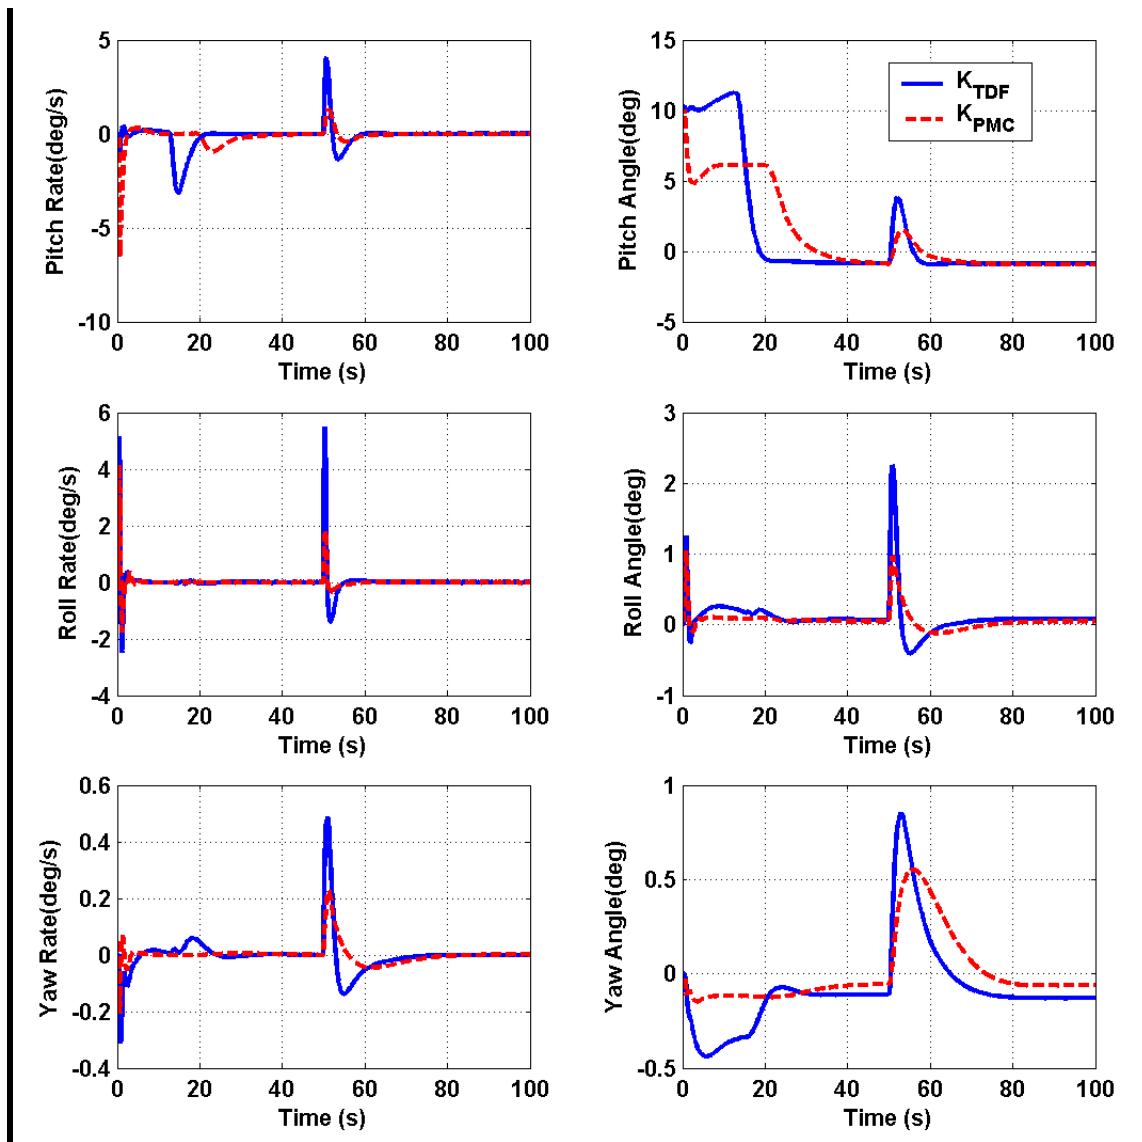 5
0
-5
-10
Pitch Rate(deg/s)
0 20 40 60 80 100
Time (s)
15
10
5
0
-5
Pitch Angle(deg)
K_TDF
K_PMC
0 20 40 60 80 100
Time (s)
6
4
2
0
-2
-4
Roll Rate(deg/s)
0 20 40 60 80 100
Time (s)
3
2
1
0
-1
Roll Angle(deg)
0 20 40 60 80 100
Time (s)
0.6
0.4
0.2
0
-0.2
-0.4
Yaw Rate(deg/s)
0 20 40 60 80 100
Time (s)
1
0.5
0
-0.5
Yaw Angle(deg)
0 20 40 60 80 100
Time (s)